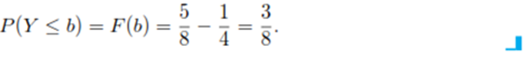 P(Y ≤ b) = F(b) = 5/8 − 1/4 = 3/8.